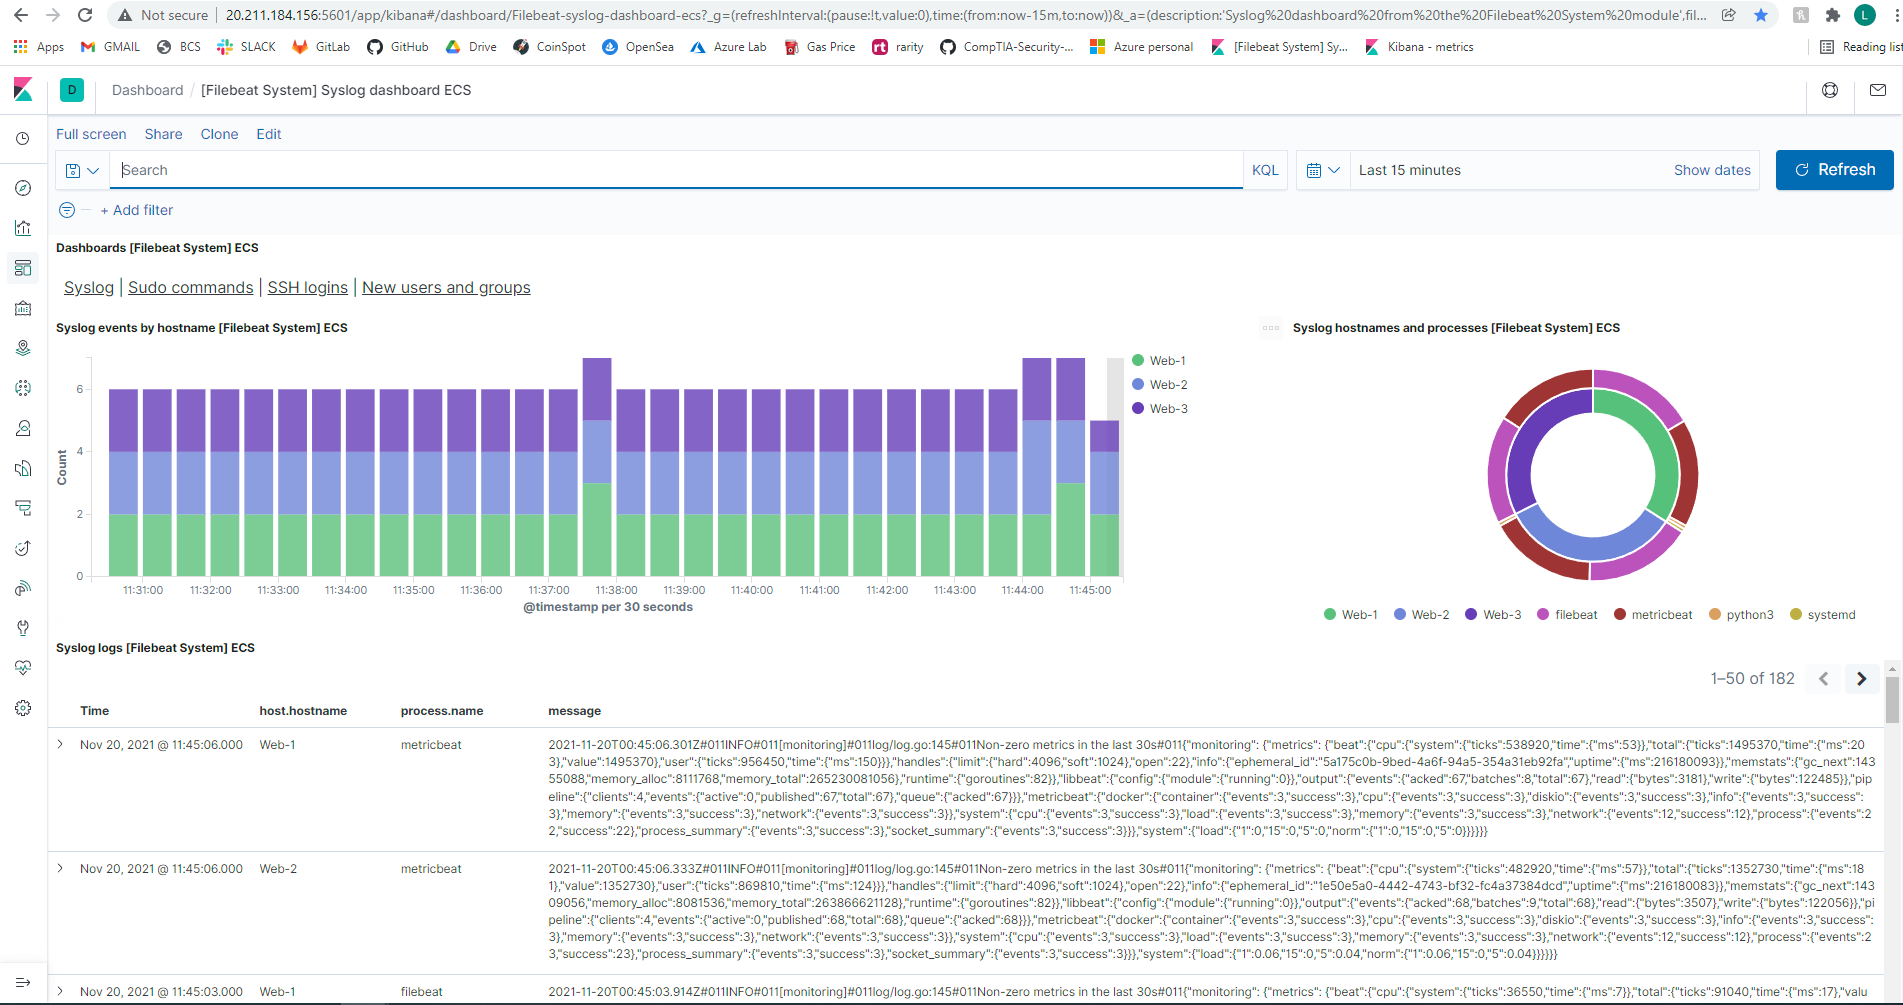 Not secure 20.211.184.156:5601/app/kibana#/dashboard/Filebeat-syslog-dashboard-ecs?_g=(refreshInterval:(pause:!t,value:0),time:(from:now-15m,to:now))&_a=(description:'Syslog%20dashboard%20from%20the%20Filebeat%20System%20module',fil...
L
Apps GMAIL BCS SLACK GitLab GitHub Drive CoinSpot OpenSea Azure Lab Gas Price rt rarity CompTIA-Security-... Azure personal [Filebeat System] Sy... Kibana - metrics Reading list
D Dashboard / [Filebeat System] Syslog dashboard ECS
Full screen Share Clone Edit
Search KQL Last 15 minutes Show dates Refresh
+ Add filter
Dashboards [Filebeat System] ECS
Syslog | Sudo commands | SSH logins | New users and groups
Syslog events by hostname [Filebeat System] ECS
Count
6
4
2
0
11:31:00 11:32:00 11:33:00 11:34:00 11:35:00 11:36:00 11:37:00 11:38:00 11:39:00 11:40:00 11:41:00 11:42:00 11:43:00 11:44:00 11:45:00
@timestamp per 30 seconds
Web-1
Web-2
Web-3
Syslog hostnames and processes [Filebeat System] ECS
Web-1 Web-2 Web-3 filebeat metricbeat python3 systemd
Syslog logs [Filebeat System] ECS
1–50 of 182
Time host.hostname process.name message
Nov 20, 2021 @ 11:45:06.000 Web-1 metricbeat 2021-11-20T00:45:06.301Z#011INFO#011[monitoring]#011log/log.go:145#011Non-zero metrics in the last 30s#011{"monitoring": {"metrics": {"beat":{"cpu":{"system":{"ticks":538920,"time":{"ms":53}},"total":{"ticks":1495370,"time":{"ms":20
3},"value":1495370},"user":{"ticks":956450,"time":{"ms":150}}},"handles":{"limit":{"hard":4096,"soft":1024},"open":22},"info":{"ephemeral_id":"5a175c0b-9bed-4a6f-94a5-354a31eb92fa","uptime":{"ms":216180093}},"memstats":{"gc_next":143
55088,"memory_alloc":8111768,"memory_total":265230081056},"runtime":{"goroutines":82}},"libbeat":{"config":{"module":{"running":0}},"output":{"events":{"acked":67,"batches":8,"total":67},"read":{"bytes":3181},"write":{"bytes":122485}},"pi
peline":{"clients":4,"events":{"active":0,"published":67,"total":67},"queue":{"acked":67}}},"metricbeat":{"docker":{"container":{"events":3,"success":3},"cpu":{"events":3,"success":3},"diskio":{"events":3,"success":3},"info":{"events":3,"success":
3},"memory":{"events":3,"success":3},"network":{"events":3,"success":3}},"system":{"cpu":{"events":3,"success":3},"load":{"events":3,"success":3},"memory":{"events":3,"success":3},"network":{"events":12,"success":12},"process":{"events":2
2,"success":22},"process_summary":{"events":3,"success":3},"socket_summary":{"events":3,"success":3}}},"system":{"load":{"1":0,"15":0,"5":0,"norm":{"1":0,"15":0,"5":0}}}}}}
Nov 20, 2021 @ 11:45:06.000 Web-2 metricbeat 2021-11-20T00:45:06.333Z#011INFO#011[monitoring]#011log/log.go:145#011Non-zero metrics in the last 30s#011{"monitoring": {"metrics": {"beat":{"cpu":{"system":{"ticks":482920,"time":{"ms":57}},"total":{"ticks":1352730,"time":{"ms":18
1},"value":1352730},"user":{"ticks":869810,"time":{"ms":124}}},"handles":{"limit":{"hard":4096,"soft":1024},"open":22},"info":{"ephemeral_id":"1e50e5a0-4442-4743-bf32-fc4a37384dcd","uptime":{"ms":216180083}},"memstats":{"gc_next":143
09056,"memory_alloc":8081536,"memory_total":263866621128},"runtime":{"goroutines":82}},"libbeat":{"config":{"module":{"running":0}},"output":{"events":{"acked":68,"batches":9,"total":68},"read":{"bytes":3507},"write":{"bytes":122056}},"pi
peline":{"clients":4,"events":{"active":0,"published":68,"total":68},"queue":{"acked":68}}},"metricbeat":{"docker":{"container":{"events":3,"success":3},"cpu":{"events":3,"success":3},"diskio":{"events":3,"success":3},"info":{"events":3,"success":
3},"memory":{"events":3,"success":3},"network":{"events":3,"success":3}},"system":{"cpu":{"events":3,"success":3},"load":{"events":3,"success":3},"memory":{"events":3,"success":3},"network":{"events":12,"success":12},"process":{"events":2
3,"success":23},"process_summary":{"events":3,"success":3},"socket_summary":{"events":3,"success":3}}},"system":{"load":{"1":0.06,"15":0,"5":0.04,"norm":{"1":0.06,"15":0,"5":0.04}}}}}}
Nov 20, 2021 @ 11:45:03.000 Web-1 filebeat 2021-11-20T00:45:03.914Z#011INFO#011[monitoring]#011log/log.go:145#011Non-zero metrics in the last 30s#011{"monitoring": {"metrics": {"beat":{"cpu":{"system":{"ticks":36550,"time":{"ms":7}},"total":{"ticks":91040,"time":{"ms":17},"valu